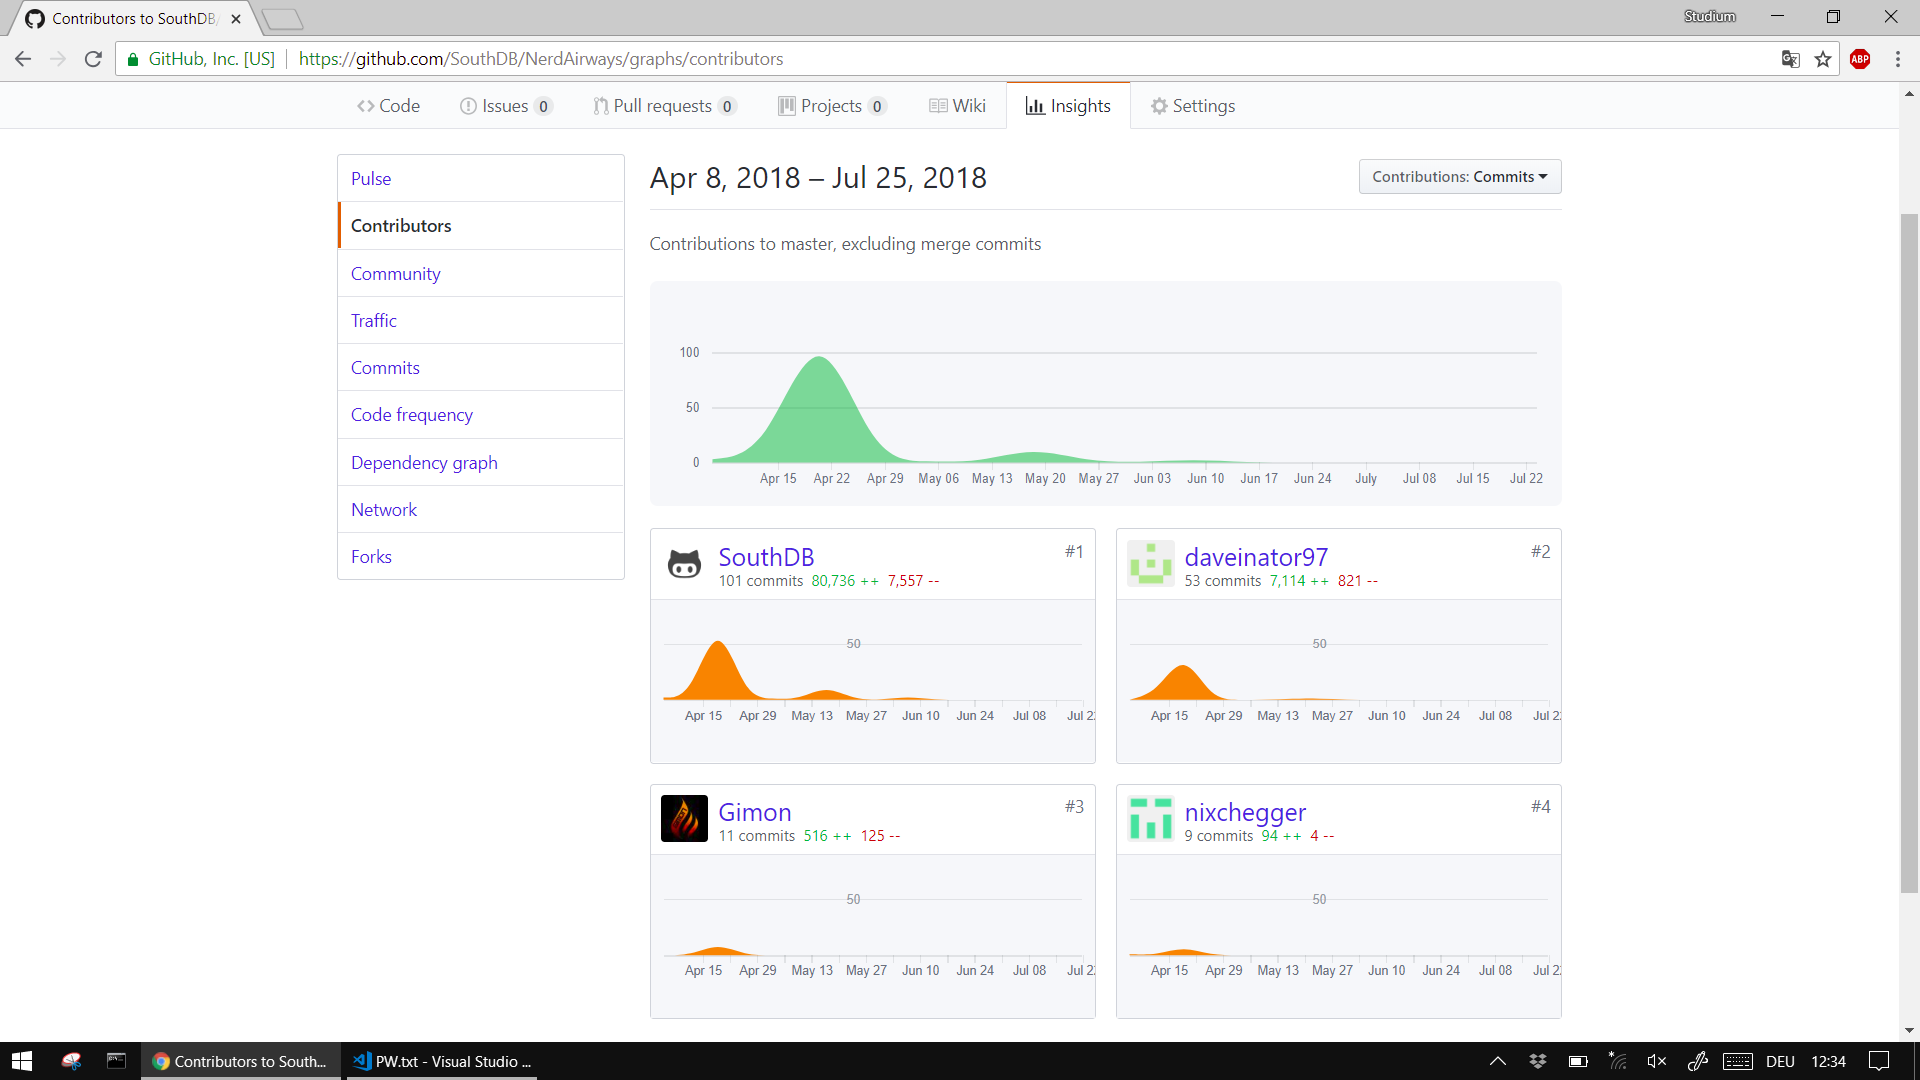 Contributors to SouthDB/
Studium
GitHub, Inc. [US] https://github.com/SouthDB/NerdAirways/graphs/contributors
ABP
Code Issues 0 Pull requests 0 Projects 0 Wiki Insights Settings
Pulse
Contributors
Community
Traffic
Commits
Code frequency
Dependency graph
Network
Forks
Apr 8, 2018 – Jul 25, 2018
Contributions: Commits
Contributions to master, excluding merge commits
100
50
0
Apr 15 Apr 22 Apr 29 May 06 May 13 May 20 May 27 Jun 03 Jun 10 Jun 17 Jun 24 July Jul 08 Jul 15 Jul 22
SouthDB #1
101 commits 80,736 ++ 7,557 --
50
Apr 15 Apr 29 May 13 May 27 Jun 10 Jun 24 Jul 08 Jul 22
daveinator97 #2
53 commits 7,114 ++ 821 --
50
Apr 15 Apr 29 May 13 May 27 Jun 10 Jun 24 Jul 08 Jul 22
Gimon #3
11 commits 516 ++ 125 --
50
Apr 15 Apr 29 May 13 May 27 Jun 10 Jun 24 Jul 08 Jul 22
nixchegger #4
9 commits 94 ++ 4 --
50
Apr 15 Apr 29 May 13 May 27 Jun 10 Jun 24 Jul 08 Jul 22
Contributors to South... PW.txt - Visual Studio ... DEU 12:34